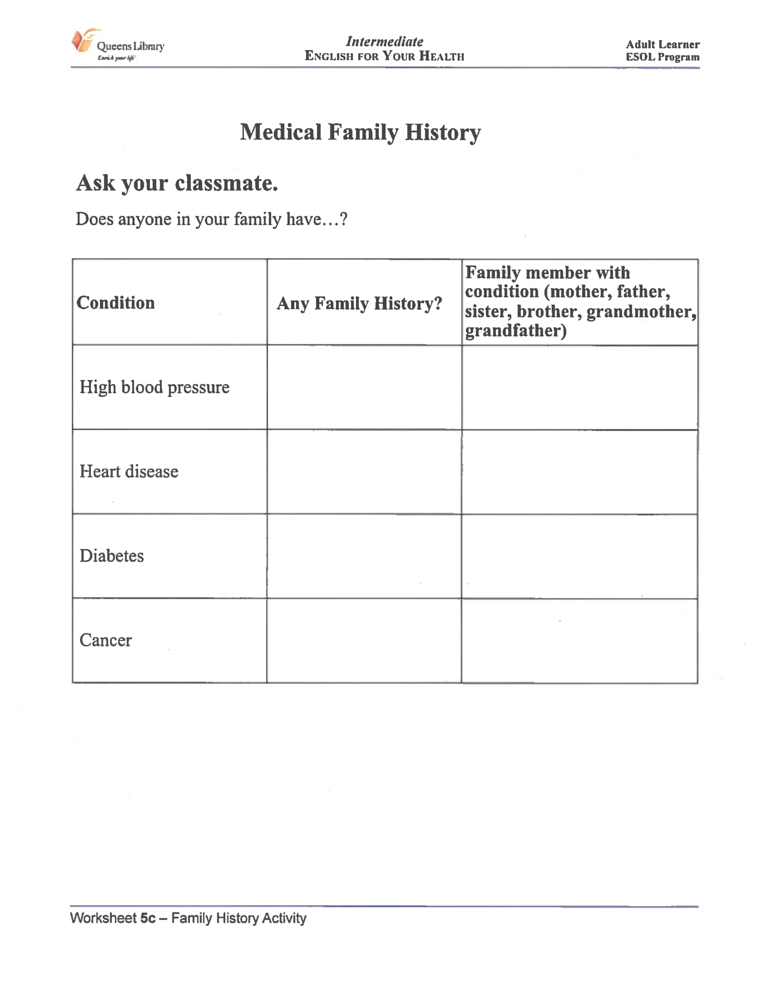 Queens Library
Enrich your life
Intermediate
ENGLISH FOR YOUR HEALTH
Adult Learner
ESOL Program
Medical Family History
Ask your classmate.
Does anyone in your family have…?
Condition
Any Family History?
Family member with
condition (mother, father,
sister, brother, grandmother,
grandfather)
High blood pressure
Heart disease
Diabetes
Cancer
Worksheet 5c – Family History Activity